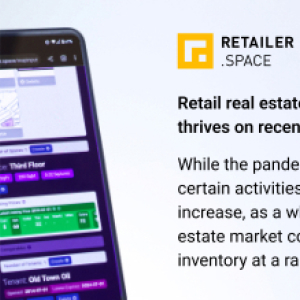 RETAILER
.SPACE
Retail real estate
thrives on recen
While the pande
certain activities
increase, as a w
estate market co
inventory at a ra
Third Floor
Tenant: Old Town Oil